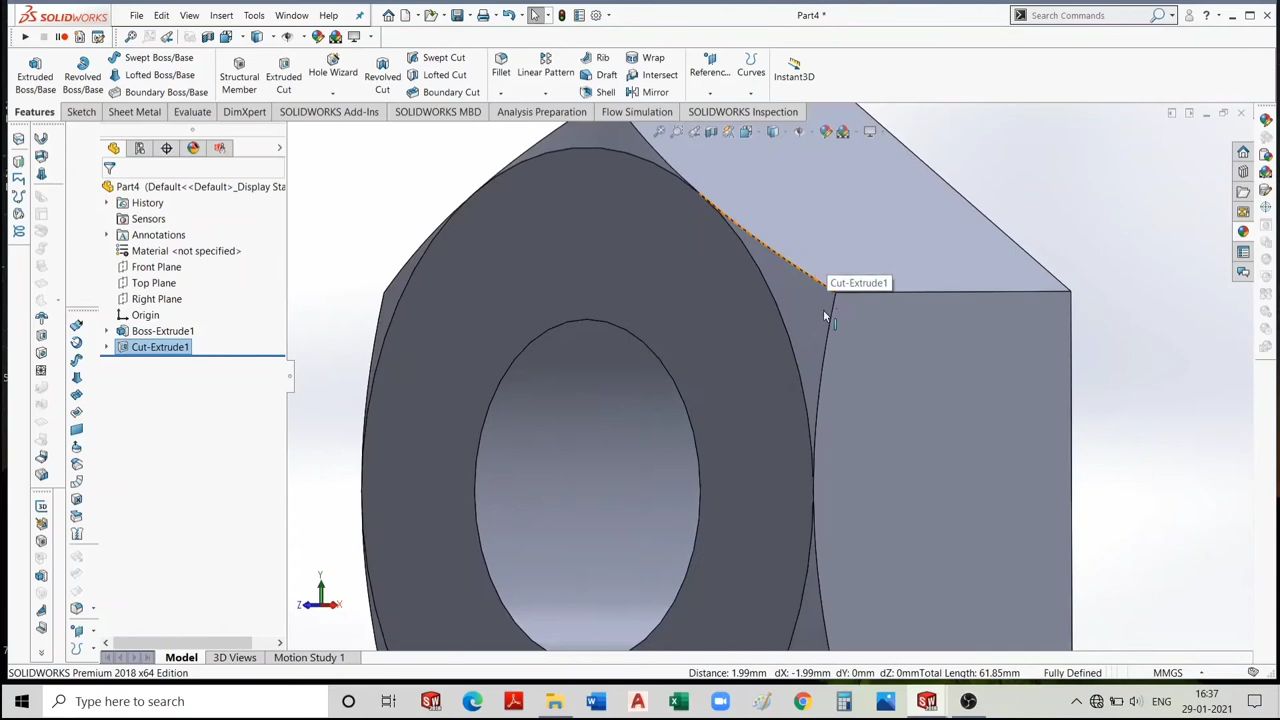 SOLIDWORKS
File Edit View Insert Tools Window Help
Part4 *
Search Commands
Extruded Boss/Base
Revolved Boss/Base
Swept Boss/Base
Lofted Boss/Base
Boundary Boss/Base
Structural Member
Extruded Cut
Hole Wizard
Revolved Cut
Swept Cut
Lofted Cut
Boundary Cut
Fillet
Linear Pattern
Rib
Draft
Shell
Wrap
Intersect
Mirror
Referenc...
Curves
Instant3D
Features Sketch Sheet Metal Evaluate DimXpert SOLIDWORKS Add-Ins SOLIDWORKS MBD Analysis Preparation Flow Simulation SOLIDWORKS Inspection
Part4 (Default<<Default>_Display Sta
History
Sensors
Annotations
Material <not specified>
Front Plane
Top Plane
Right Plane
Origin
Boss-Extrude1
Cut-Extrude1
Cut-Extrude1
Y
Z X
3D
Model 3D Views Motion Study 1
SOLIDWORKS Premium 2018 x64 Edition
Distance: 1.99mm dX: -1.99mm dY: 0mm dZ: 0mmTotal Length: 61.85mm Fully Defined MMGS
Type here to search
ENG
16:37
29-01-2021